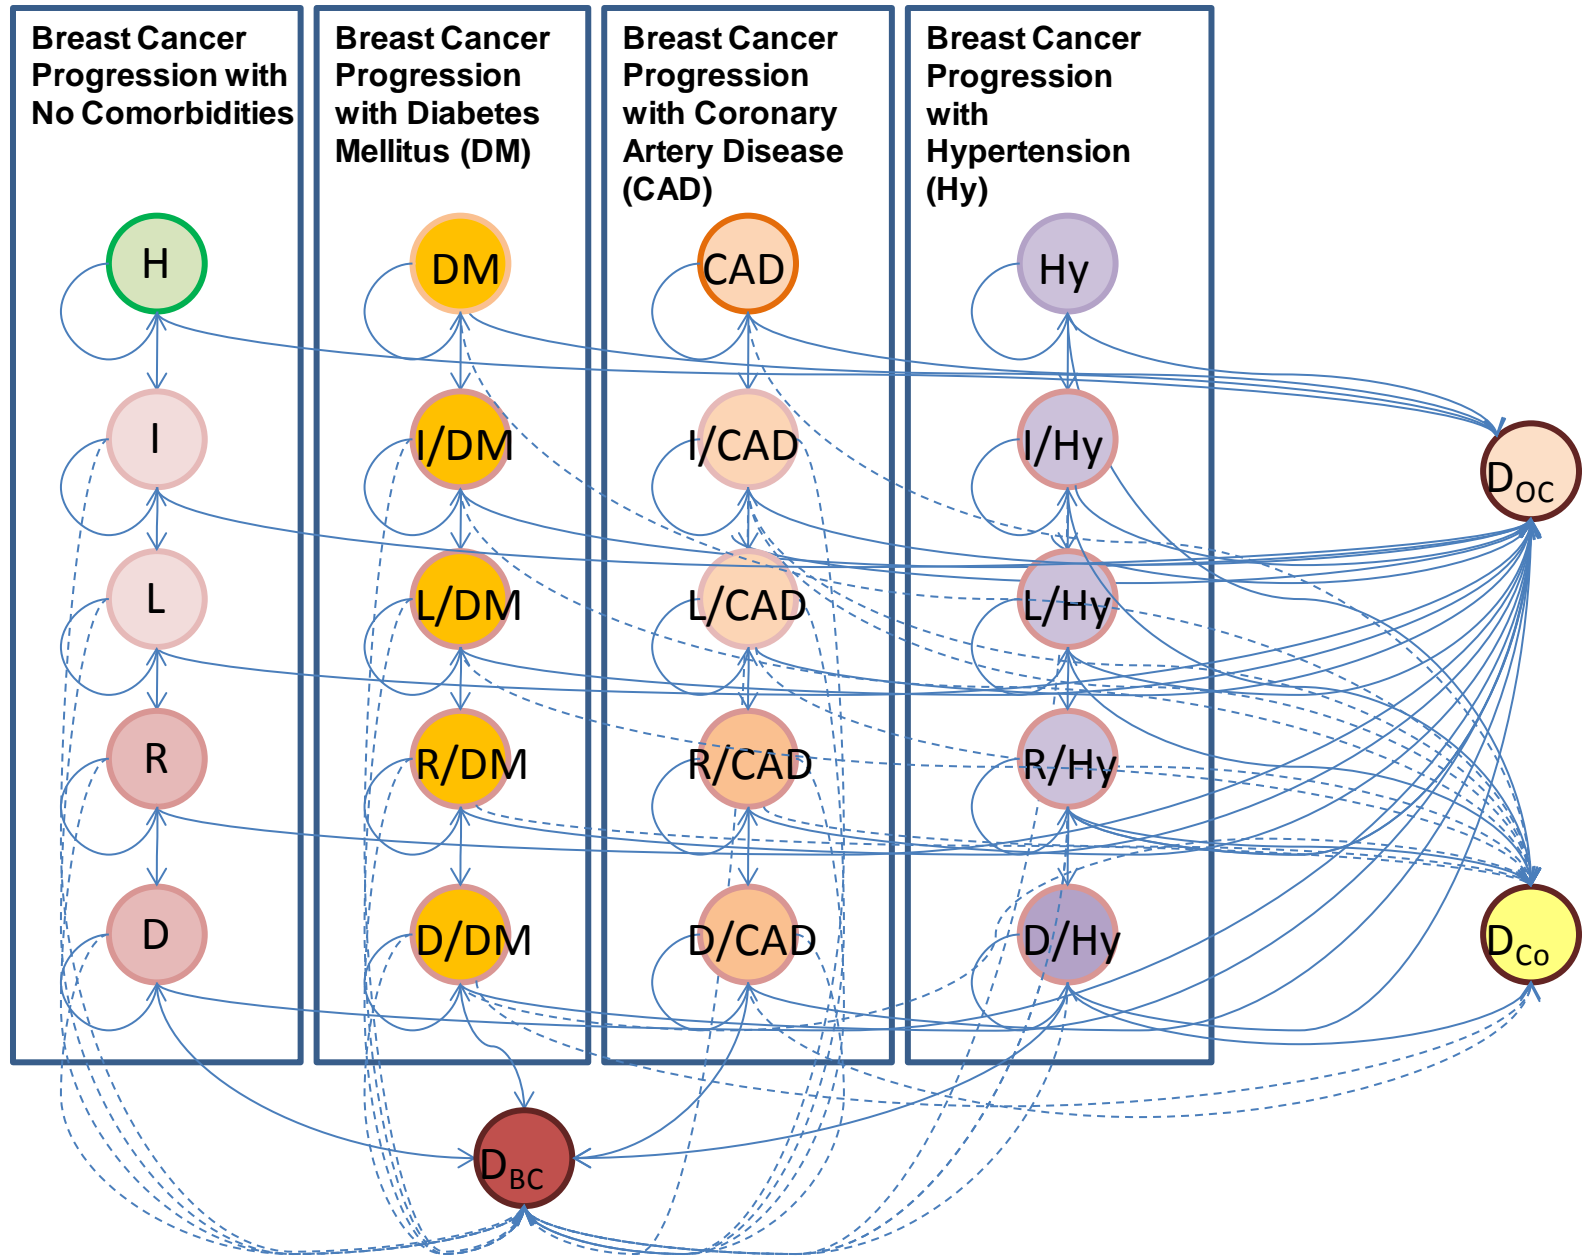 Breast Cancer
Progression with
No Comorbidities
Breast Cancer
Progression
with Diabetes
Mellitus (DM)
Breast Cancer
Progression
with Coronary
Artery Disease
(CAD)
Breast Cancer
Progression
with
Hypertension
(Hy)
H
DM
CAD
Hy
I
I/DM
I/CAD
I/Hy
DOC
L
L/DM
L/CAD
L/Hy
R
R/DM
R/CAD
R/Hy
D
D/DM
D/CAD
D/Hy
DCo
DBC